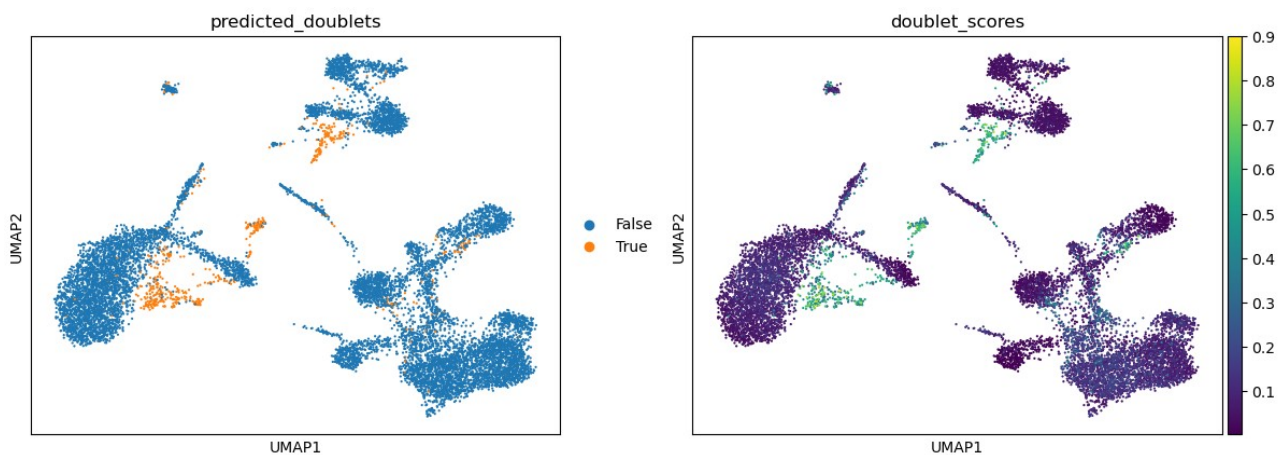 predicted_doublets
UMAP2
UMAP1
False
True
doublet_scores
UMAP2
UMAP1
0.9
0.8
0.7
0.6
0.5
0.4
0.3
0.2
0.1